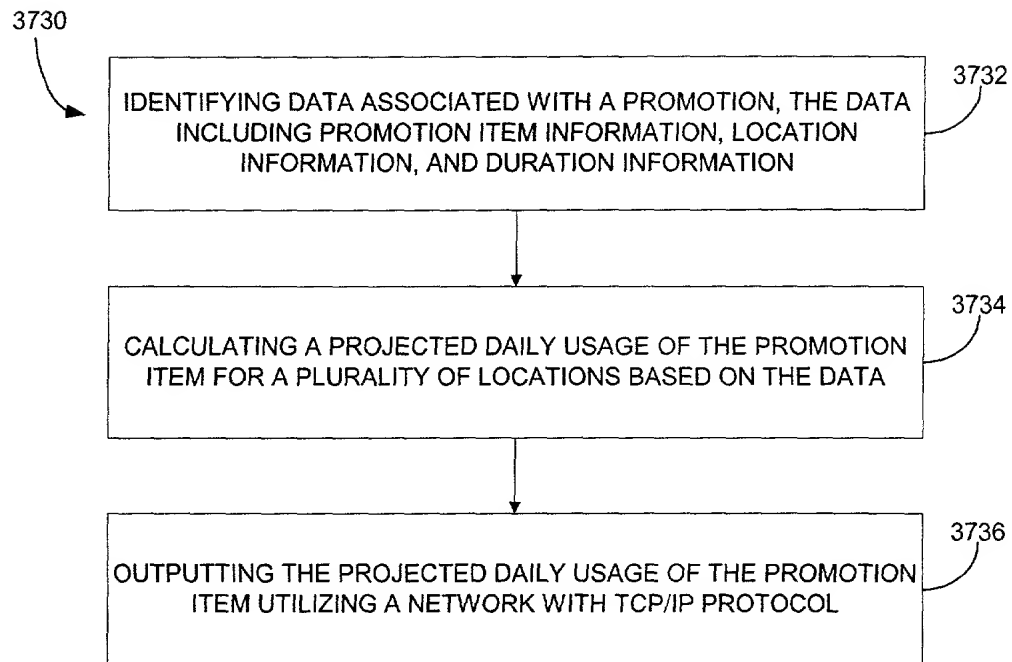 3730
3732
IDENTIFYING DATA ASSOCIATED WITH A PROMOTION, THE DATA
INCLUDING PROMOTION ITEM INFORMATION, LOCATION
INFORMATION, AND DURATION INFORMATION
3734
CALCULATING A PROJECTED DAILY USAGE OF THE PROMOTION
ITEM FOR A PLURALITY OF LOCATIONS BASED ON THE DATA
3736
OUTPUTTING THE PROJECTED DAILY USAGE OF THE PROMOTION
ITEM UTILIZING A NETWORK WITH TCP/IP PROTOCOL